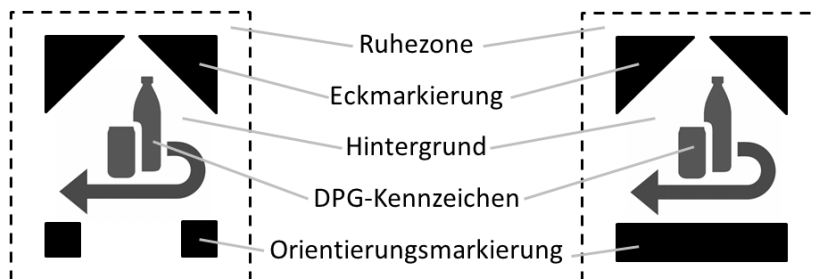 Ruhezone
Eckmarkierung
Hintergrund
DPG-Kennzeichen
Orientierungsmarkierung